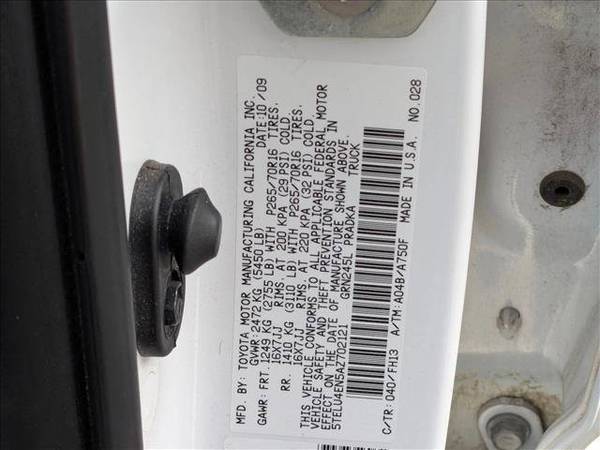 MFD. BY: TOYOTA MOTOR MANUFACTURING CALIFORNIA INC.
GVWR: 2472 KG (5450 LB) DATE: 10/09
GAWR: FRT. 1249 KG (2755 LB) WITH P265/70R16 TIRES.
16X7JJ RIMS AT 200 KPA (29 PSI) COLD
RR. 1410 KG (3110 LB) WITH P265/70R16 TIRES.
16X7JJ RIMS AT 220 KPA (32 PSI) COLD
THIS VEHICLE CONFORMS TO ALL APPLICABLE FEDERAL MOTOR
VEHICLE SAFETY AND THEFT PREVENTION STANDARDS IN
EFFECT ON THE DATE OF MANUFACTURE SHOWN ABOVE.
5TELU4EN5AZ702121 GRN245L PRADKA TRUCK
C/TR: 040/FH13 A/TM: A04B/A750F MADE IN U.S.A. NO. 028